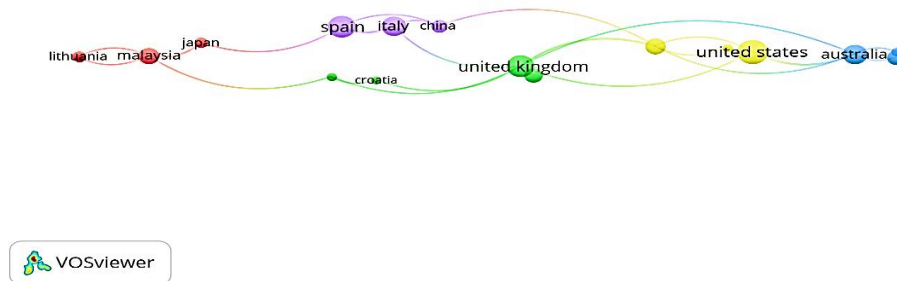 lithuania
malaysia
japan
spain
italy
china
croatia
united kingdom
united states
australia
VOSviewer